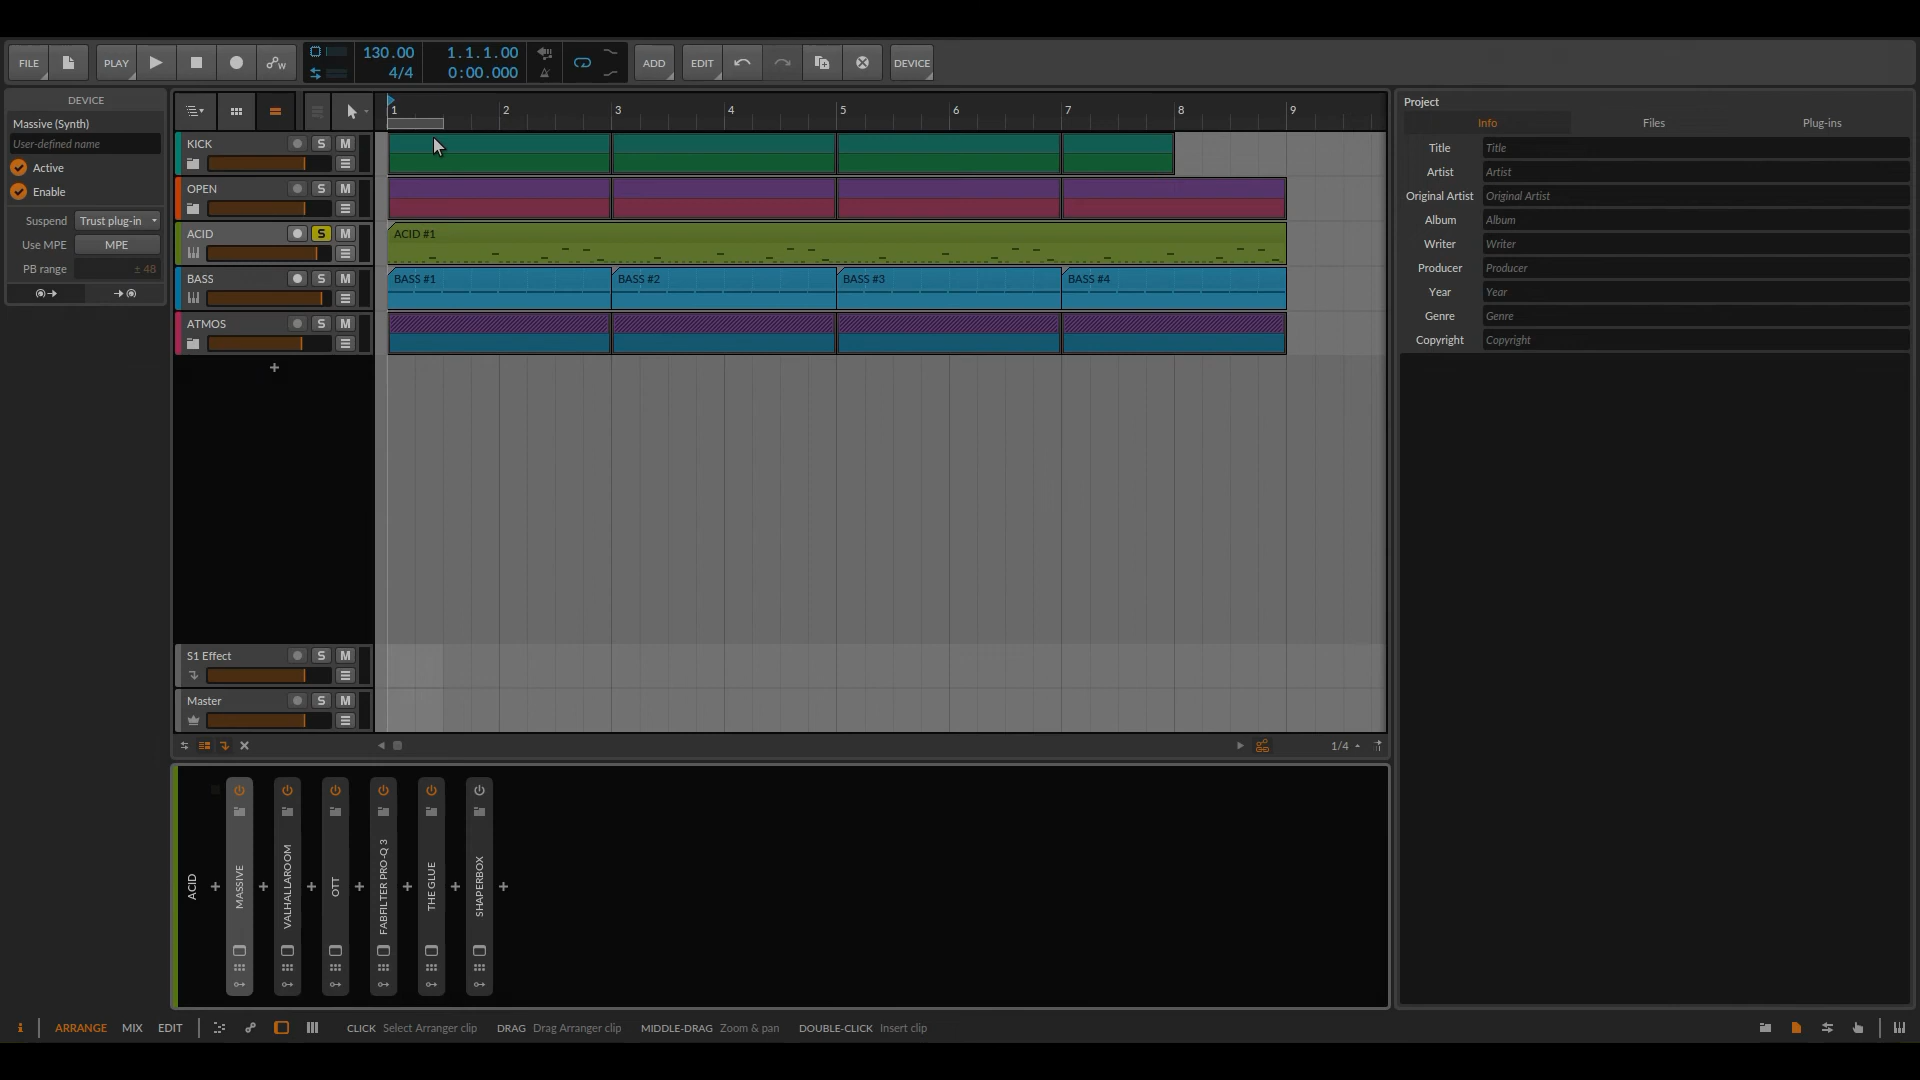 FILE PLAY 130.00 1.1.1.00 ADD EDIT DEVICE
4/4 0:00.000
DEVICE
Massive (Synth)
User-defined name
Active
Enable
Suspend Trust plug-in
Use MPE MPE
PB range ± 48
1 2 3 4 5 6 7 8 9
KICK S M
OPEN S M
ACID S M
ACID #1
BASS S M
BASS #1 BASS #2 BASS #3 BASS #4
ATMOS S M
+
S1 Effect S M
Master S M
1/4
Project
Info Files Plug-ins
Title Title
Artist Artist
Original Artist Original Artist
Album Album
Writer Writer
Producer Producer
Year Year
Genre Genre
Copyright Copyright
ACID + MASSIVE + VALHALLAROOM + OTT + FABFILTER PRO-Q 3 + THE GLUE + SHAPERBOX +
i ARRANGE MIX EDIT CLICK Select Arranger clip DRAG Drag Arranger clip MIDDLE-DRAG Zoom & pan DOUBLE-CLICK Insert clip